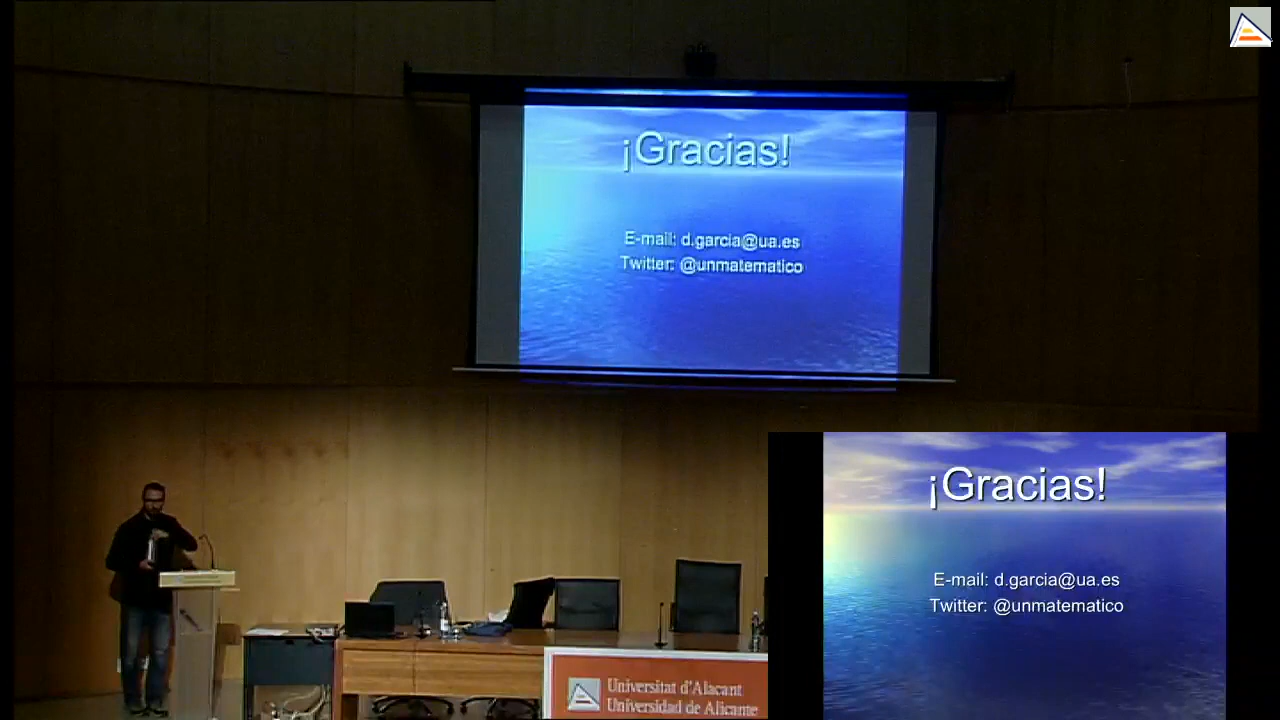 ¡Gracias!
E-mail: d.garcia@ua.es
Twitter: @unmatematico
¡Gracias!
E-mail: d.garcia@ua.es
Twitter: @unmatematico
Universitat d'Alacant
Universidad de Alicante